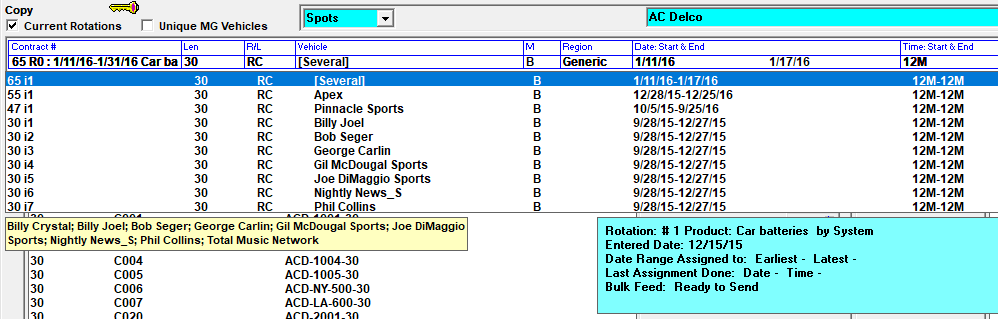 Copy
Current Rotations Unique MG Vehicles Spots AC Delco
Contract # Len R/L Vehicle M Region Date: Start & End Time: Start & End
65 R0 : 1/11/16-1/31/16 Car ba 30 RC [Several] B Generic 1/11/16 1/17/16 12M
65 i1 30 RC [Several] B 1/11/16-1/17/16 12M-12M
55 i1 30 RC Apex B 12/28/15-12/25/16 12M-12M
47 i1 30 RC Pinnacle Sports B 10/5/15-9/25/16 12M-12M
30 i1 30 RC Billy Joel B 9/28/15-12/27/15 12M-12M
30 i2 30 RC Bob Seger B 9/28/15-12/27/15 12M-12M
30 i3 30 RC George Carlin B 9/28/15-12/27/15 12M-12M
30 i4 30 RC Gil McDougal Sports B 9/28/15-12/27/15 12M-12M
30 i5 30 RC Joe DiMaggio Sports B 9/28/15-12/27/15 12M-12M
30 i6 30 RC Nightly News_S B 9/28/15-12/27/15 12M-12M
30 i7 30 RC Phil Collins B 9/28/15-12/27/15 12M-12M
30 C001 ACD-1001-30
Billy Crystal; Billy Joel; Bob Seger; George Carlin; Gil McDougal Sports; Joe DiMaggio
Sports; Nightly News_S; Phil Collins; Total Music Network
30 C004 ACD-1004-30
30 C005 ACD-1005-30
30 C006 ACD-NY-500-30
30 C007 ACD-LA-600-30
30 C020 ACD-2001-30
Rotation: # 1 Product: Car batteries by System
Entered Date: 12/15/15
Date Range Assigned to: Earliest - Latest -
Last Assignment Done: Date - Time -
Bulk Feed: Ready to Send